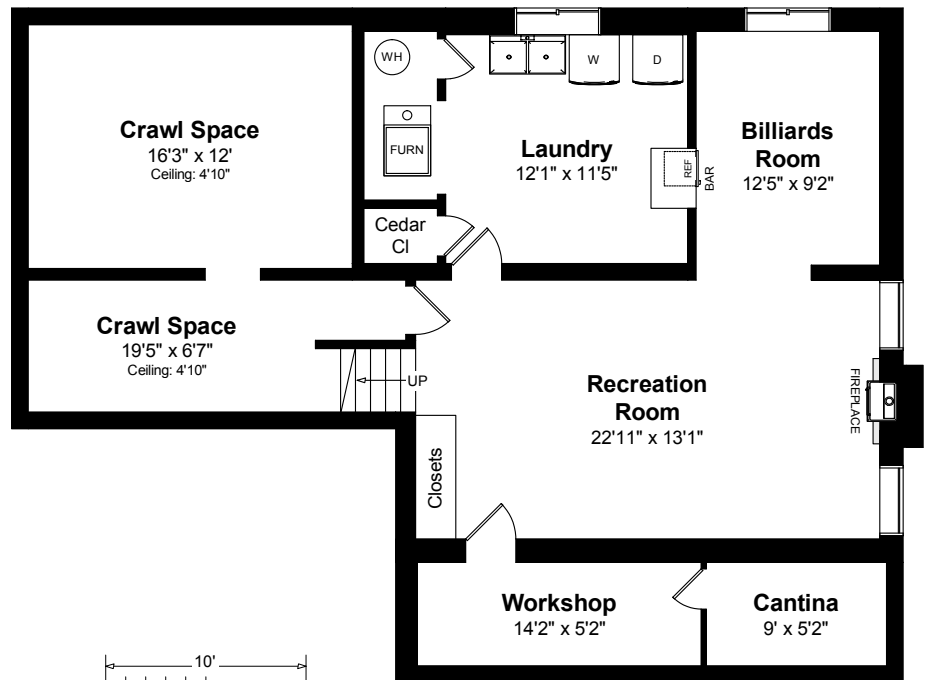 WH
W
D
Crawl Space
16'3" x 12'
Ceiling: 4'10"
FURN
Laundry
12'1" x 11'5"
REF
BAR
Billiards
Room
12'5" x 9'2"
Cedar
Cl
Crawl Space
19'5" x 6'7"
Ceiling: 4'10"
UP
Recreation
Room
22'11" x 13'1"
FIREPLACE
Closets
Workshop
14'2" x 5'2"
Cantina
9' x 5'2"
10'